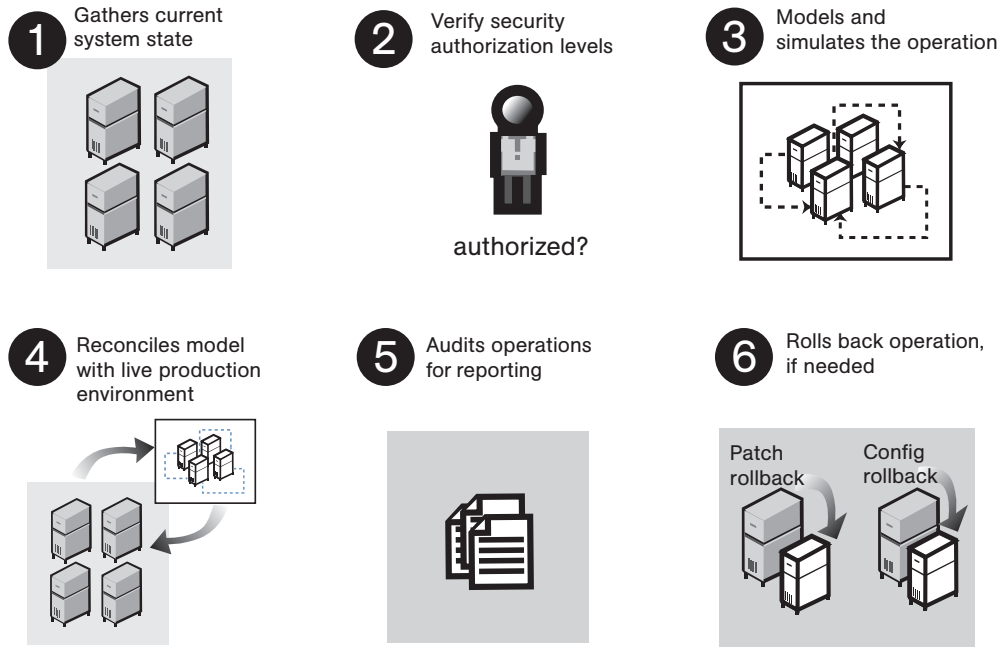 1
Gathers current
system state
2
Verify security
authorization levels
authorized?
3
Models and
simulates the operation
4
Reconciles model
with live production
environment
5
Audits operations
for reporting
6
Rolls back operation,
if needed
Patch
rollback
Config
rollback